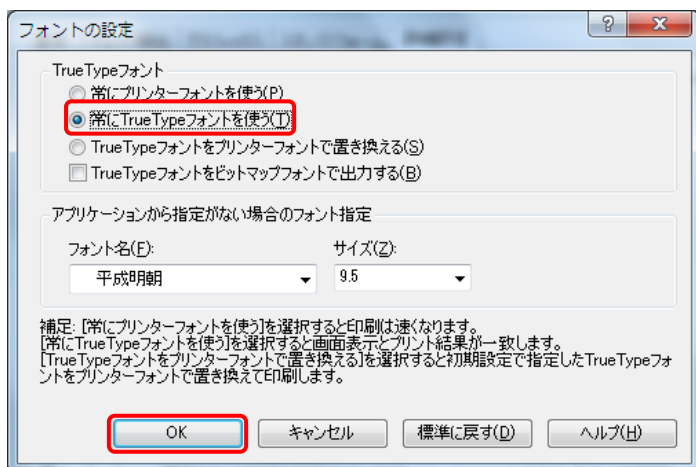 フォントの設定
TrueTypeフォント
常にプリンターフォントを使う(P)
常にTrueTypeフォントを使う(T)
TrueTypeフォントをプリンターフォントで置き換える(S)
TrueTypeフォントをビットマップフォントで出力する(B)
アプリケーションから指定がない場合のフォント指定
フォント名(F): サイズ(Z):
平成明朝 9.5
補足: [常にプリンターフォントを使う]を選択すると印刷は速くなります。
[常にTrueTypeフォントを使う]を選択すると画面表示とプリント結果が一致します。
[TrueTypeフォントをプリンターフォントで置き換える]を選択すると初期設定で指定したTrueTypeフォ
ントをプリンターフォントで置き換えて印刷します。
OK キャンセル 標準に戻す(D) ヘルプ(H)